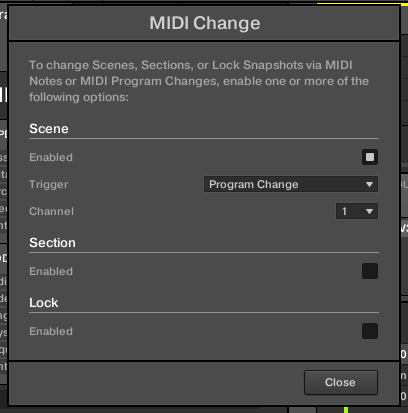 MIDI Change
To change Scenes, Sections, or Lock Snapshots via MIDI
Notes or MIDI Program Changes, enable one or more of the
following options:
Scene
Enabled
Trigger Program Change
Channel 1
Section
Enabled
Lock
Enabled
Close